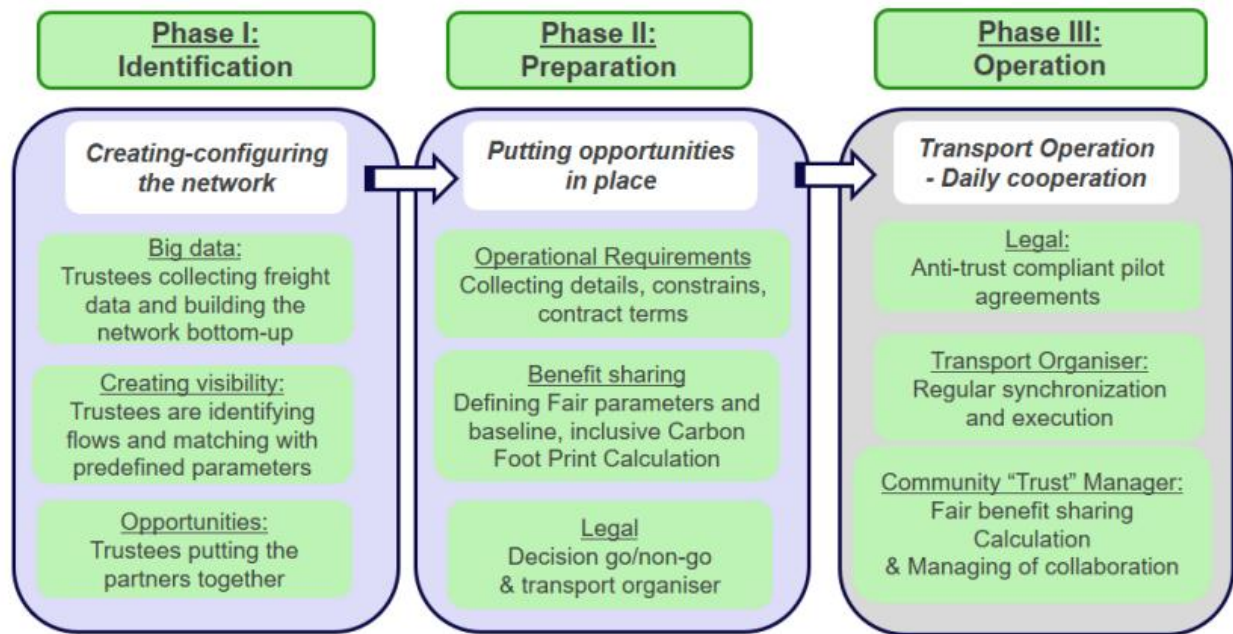 Phase I:
Identification
Creating-configuring
the network
Big data:
Trustees collecting freight
data and building the
network bottom-up
Creating visibility:
Trustees are identifying
flows and matching with
predefined parameters
Opportunities:
Trustees putting the
partners together
Phase II:
Preparation
Putting opportunities
in place
Operational Requirements
Collecting details, constrains,
contract terms
Benefit sharing
Defining Fair parameters and
baseline, inclusive Carbon
Foot Print Calculation
Legal
Decision go/non-go
& transport organiser
Phase III:
Operation
Transport Operation
- Daily cooperation
Legal:
Anti-trust compliant pilot
agreements
Transport Organiser:
Regular synchronization
and execution
Community “Trust” Manager:
Fair benefit sharing
Calculation
& Managing of collaboration